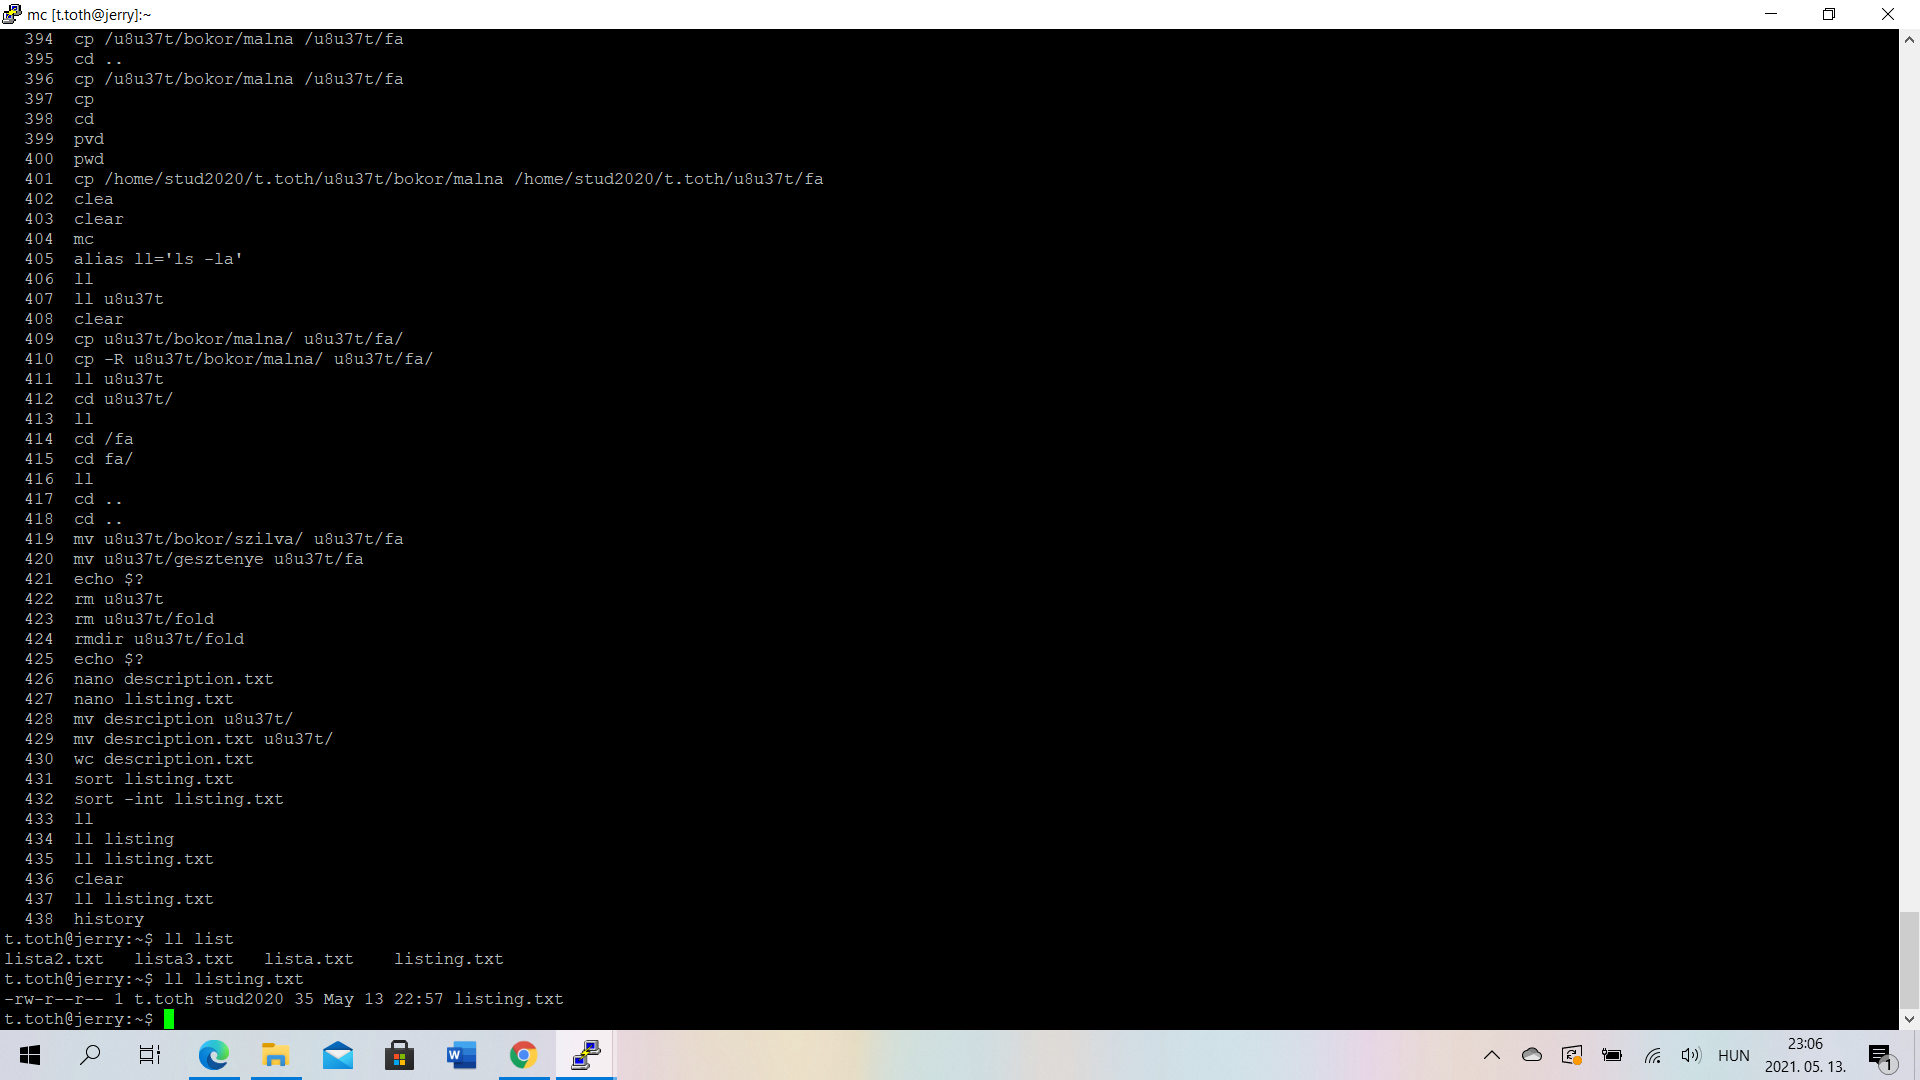 mc [t.toth@jerry]:~
394 cp /u8u37t/bokor/malna /u8u37t/fa
395 cd ..
396 cp /u8u37t/bokor/malna /u8u37t/fa
397 cp
398 cd
399 pvd
400 pwd
401 cp /home/stud2020/t.toth/u8u37t/bokor/malna /home/stud2020/t.toth/u8u37t/fa
402 clea
403 clear
404 mc
405 alias ll='ls -la'
406 ll
407 ll u8u37t
408 clear
409 cp u8u37t/bokor/malna/ u8u37t/fa/
410 cp -R u8u37t/bokor/malna/ u8u37t/fa/
411 ll u8u37t
412 cd u8u37t/
413 ll
414 cd /fa
415 cd fa/
416 ll
417 cd ..
418 cd ..
419 mv u8u37t/bokor/szilva/ u8u37t/fa
420 mv u8u37t/gesztenye u8u37t/fa
421 echo $?
422 rm u8u37t
423 rm u8u37t/fold
424 rmdir u8u37t/fold
425 echo $?
426 nano description.txt
427 nano listing.txt
428 mv desrciption u8u37t/
429 mv desrciption.txt u8u37t/
430 wc description.txt
431 sort listing.txt
432 sort -int listing.txt
433 ll
434 ll listing
435 ll listing.txt
436 clear
437 ll listing.txt
438 history
t.toth@jerry:~$ ll list
lista2.txt lista3.txt lista.txt listing.txt
t.toth@jerry:~$ ll listing.txt
-rw-r--r-- 1 t.toth stud2020 35 May 13 22:57 listing.txt
t.toth@jerry:~$
HUN
23:06
2021. 05. 13.
1